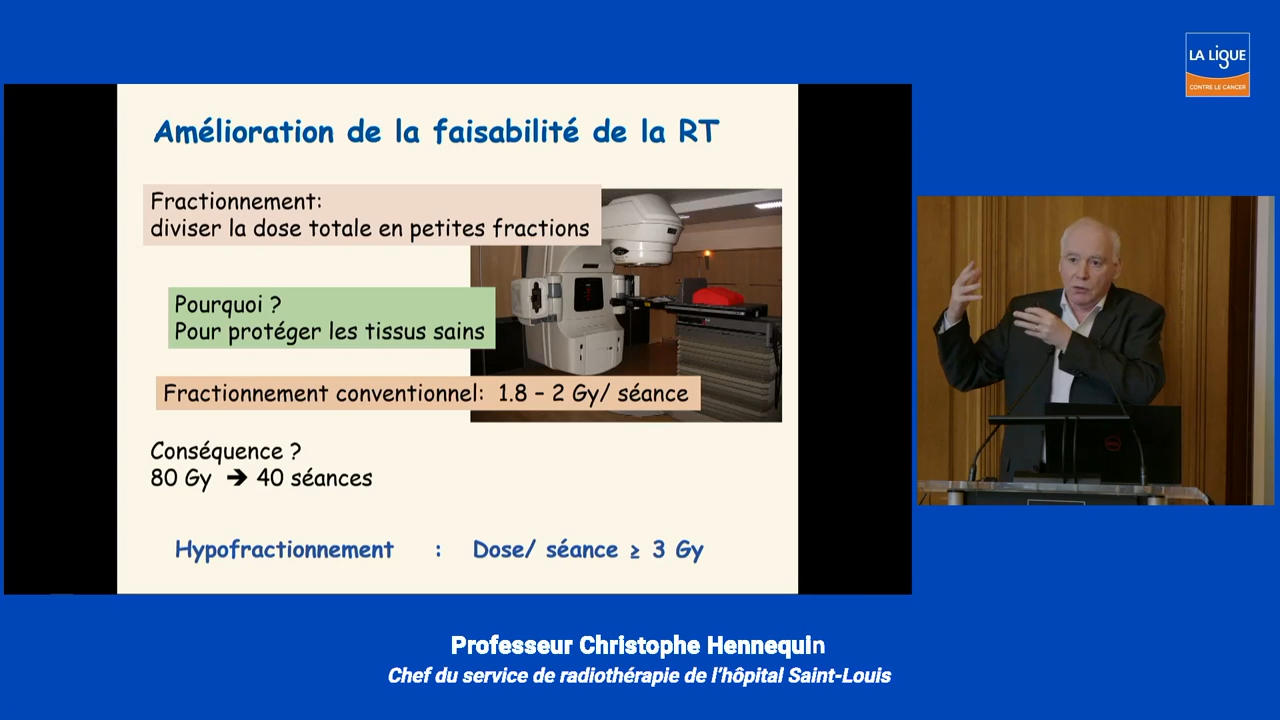 LA LIGUE
CONTRE LE CANCER
Amélioration de la faisabilité de la RT
Fractionnement:
diviser la dose totale en petites fractions
Pourquoi ?
Pour protéger les tissus sains
Fractionnement conventionnel: 1.8 – 2 Gy/ séance
Conséquence ?
80 Gy ➔ 40 séances
Hypofractionnement : Dose/ séance ≥ 3 Gy
Professeur Christophe Hennequin
Chef du service de radiothérapie de l’hôpital Saint-Louis